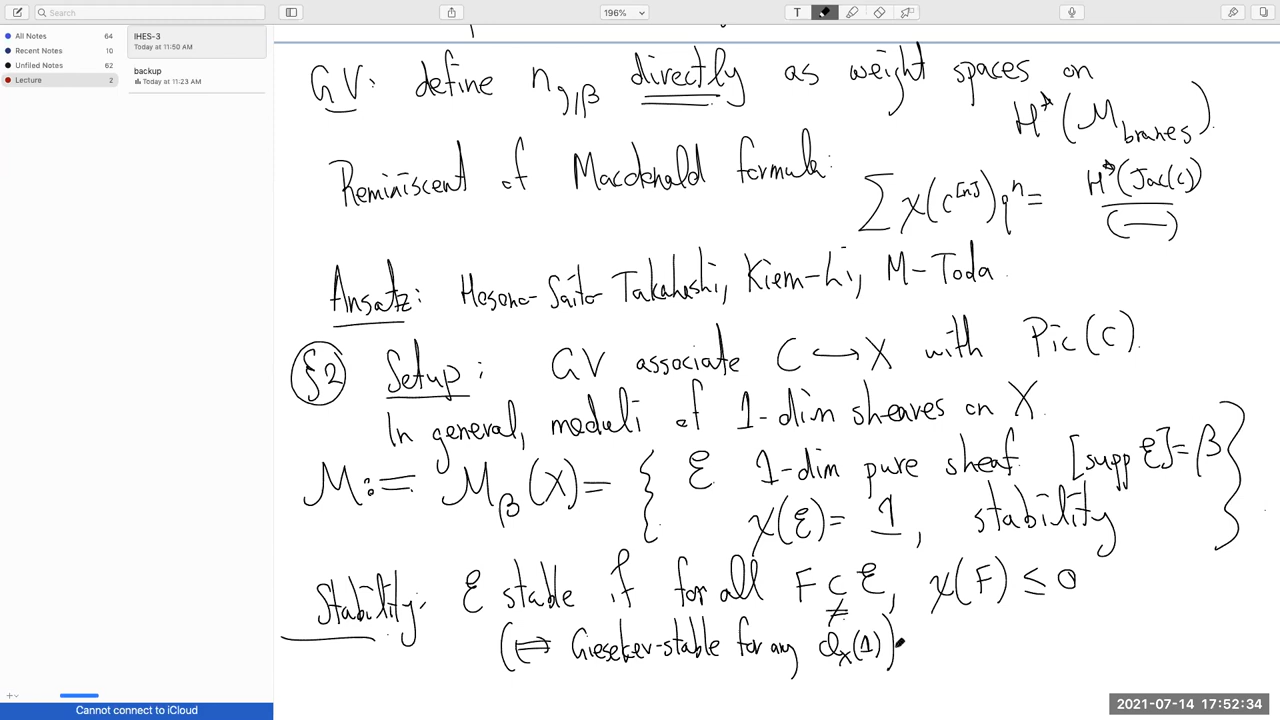 Search
196%
T
All Notes 64
Recent Notes 10
Unfiled Notes 62
Lecture 2
IHES-3
Today at 11:50 AM
backup
Today at 11:23 AM
GV: define n_{g,β} directly as weight spaces on
H*(M_{branes}).
Reminiscent of Macdonald formula:
∑ χ(C^{[n]}) q^n = H*(Jac(C)) / (—)
Ansatz: Hosono-Saito-Takahashi, Kiem-Li, M-Toda.
§2 Setup: GV associate C ↪ X with Pic(C).
In general, moduli of 1-dim sheaves on X.
M := M_β(X) = { ℰ 1-dim pure sheaf. [supp ℰ] = β
χ(ℰ) = 1, stability }
Stability: ℰ stable if for all F ⊊ ℰ, χ(F) ≤ 0
(⟺ Gieseker-stable for any O_X(1))
Cannot connect to iCloud
2021-07-14 17:52:34